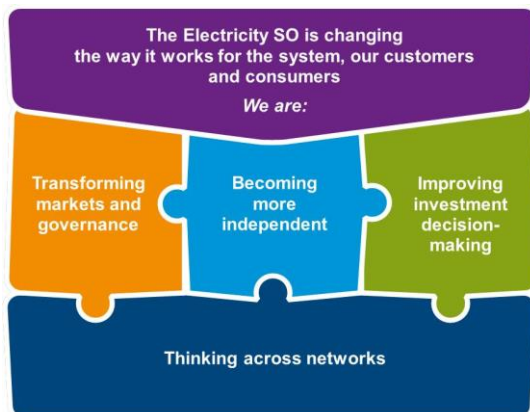 The Electricity SO is changing
the way it works for the system, our customers
and consumers
We are:
Transforming
markets and
governance
Becoming
more
independent
Improving
investment
decision-
making
Thinking across networks